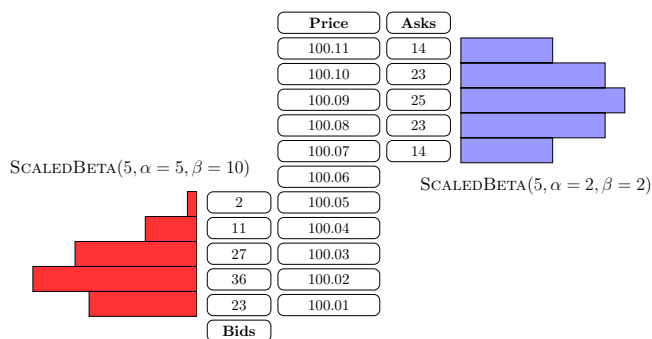 Price Asks
100.11 14
100.10 23
100.09 25
100.08 23
100.07 14
SCALEDBETA(5, α = 5, β = 10)
100.06
SCALEDBETA(5, α = 2, β = 2)
2 100.05
11 100.04
27 100.03
36 100.02
23 100.01
Bids